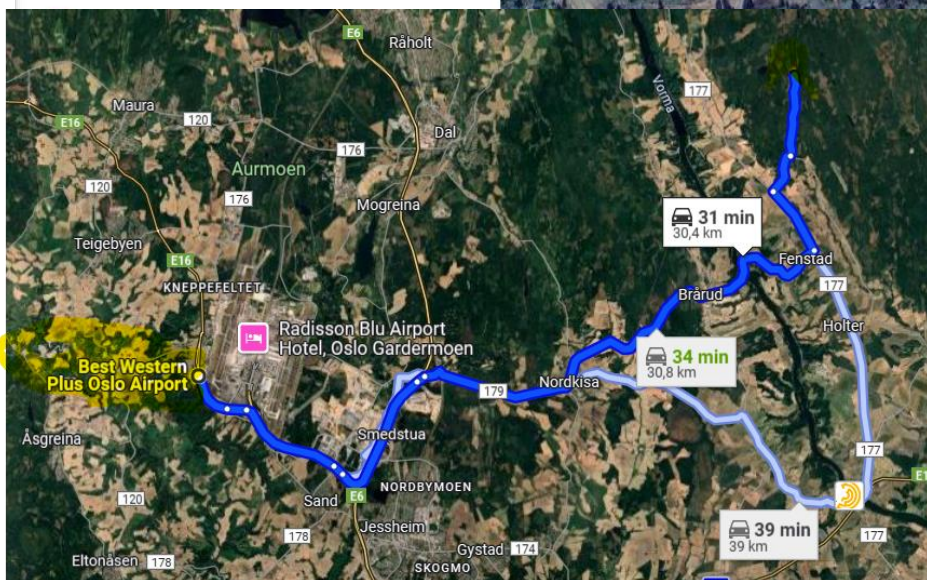 E6
Råholt
Vorma
177
Maura
120
E16
Dal
176
Aurmoen
120
176
Mogreina
31 min
30,4 km
Teigebyen
E16
Fenstad
KNEPPEFELTET
177
Brårud
Holter
Radisson Blu Airport
Hotel, Oslo Gardermoen
34 min
30,8 km
Best Western
Plus Oslo Airport
179
Nordkisa
Åsgreina
Smedstua
177
E1
NORDBYMOEN
Sand
E6
120
39 min
39 km
177
Jessheim
178
Gystad
174
Eltonåsen
178
SKOGMO